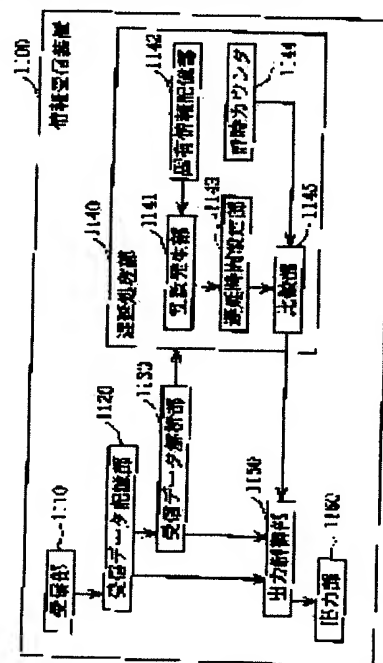 1100
情報受信装置
1110
受信部
1120
受信データ記憶部
1130
受信データ解析部
1140
遅延処理部
1141
乱数発生部
1142
固有情報記憶部
1143
遅延時間設定部
1144
計時カウンタ
1145
比較部
1150
出力制御部
1160
出力部